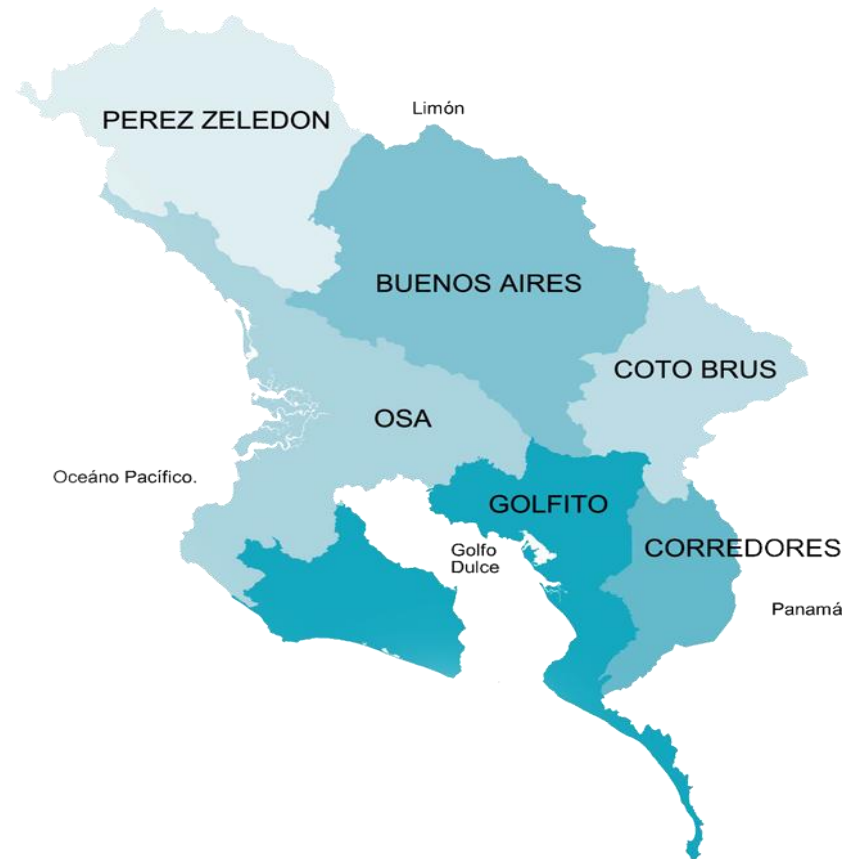 Limón
PEREZ ZELEDON
BUENOS AIRES
COTO BRUS
OSA
Oceáno Pacífico.
GOLFITO
Golfo
Dulce
CORREDORES
Panamá